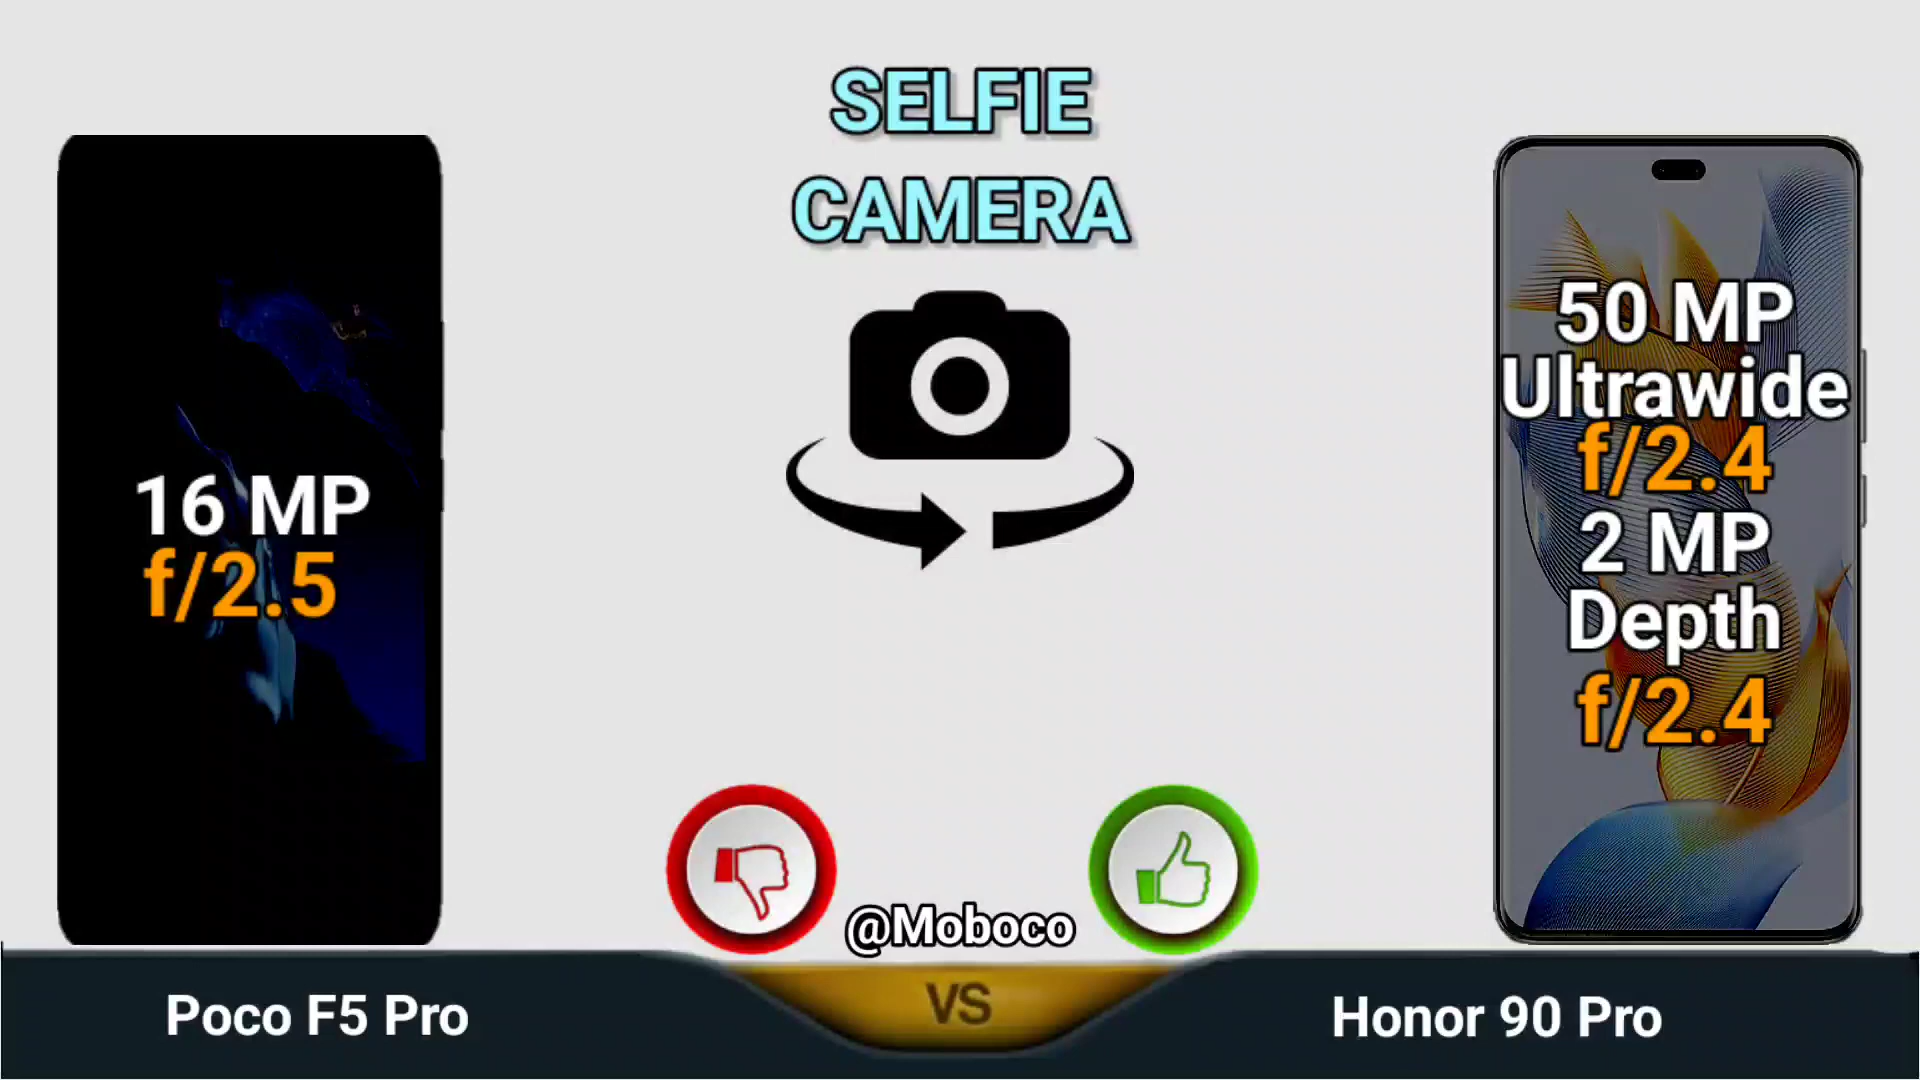 SELFIE
CAMERA
16 MP
f/2.5
50 MP
Ultrawide
f/2.4
2 MP
Depth
f/2.4
@Moboco
Poco F5 Pro
VS
Honor 90 Pro